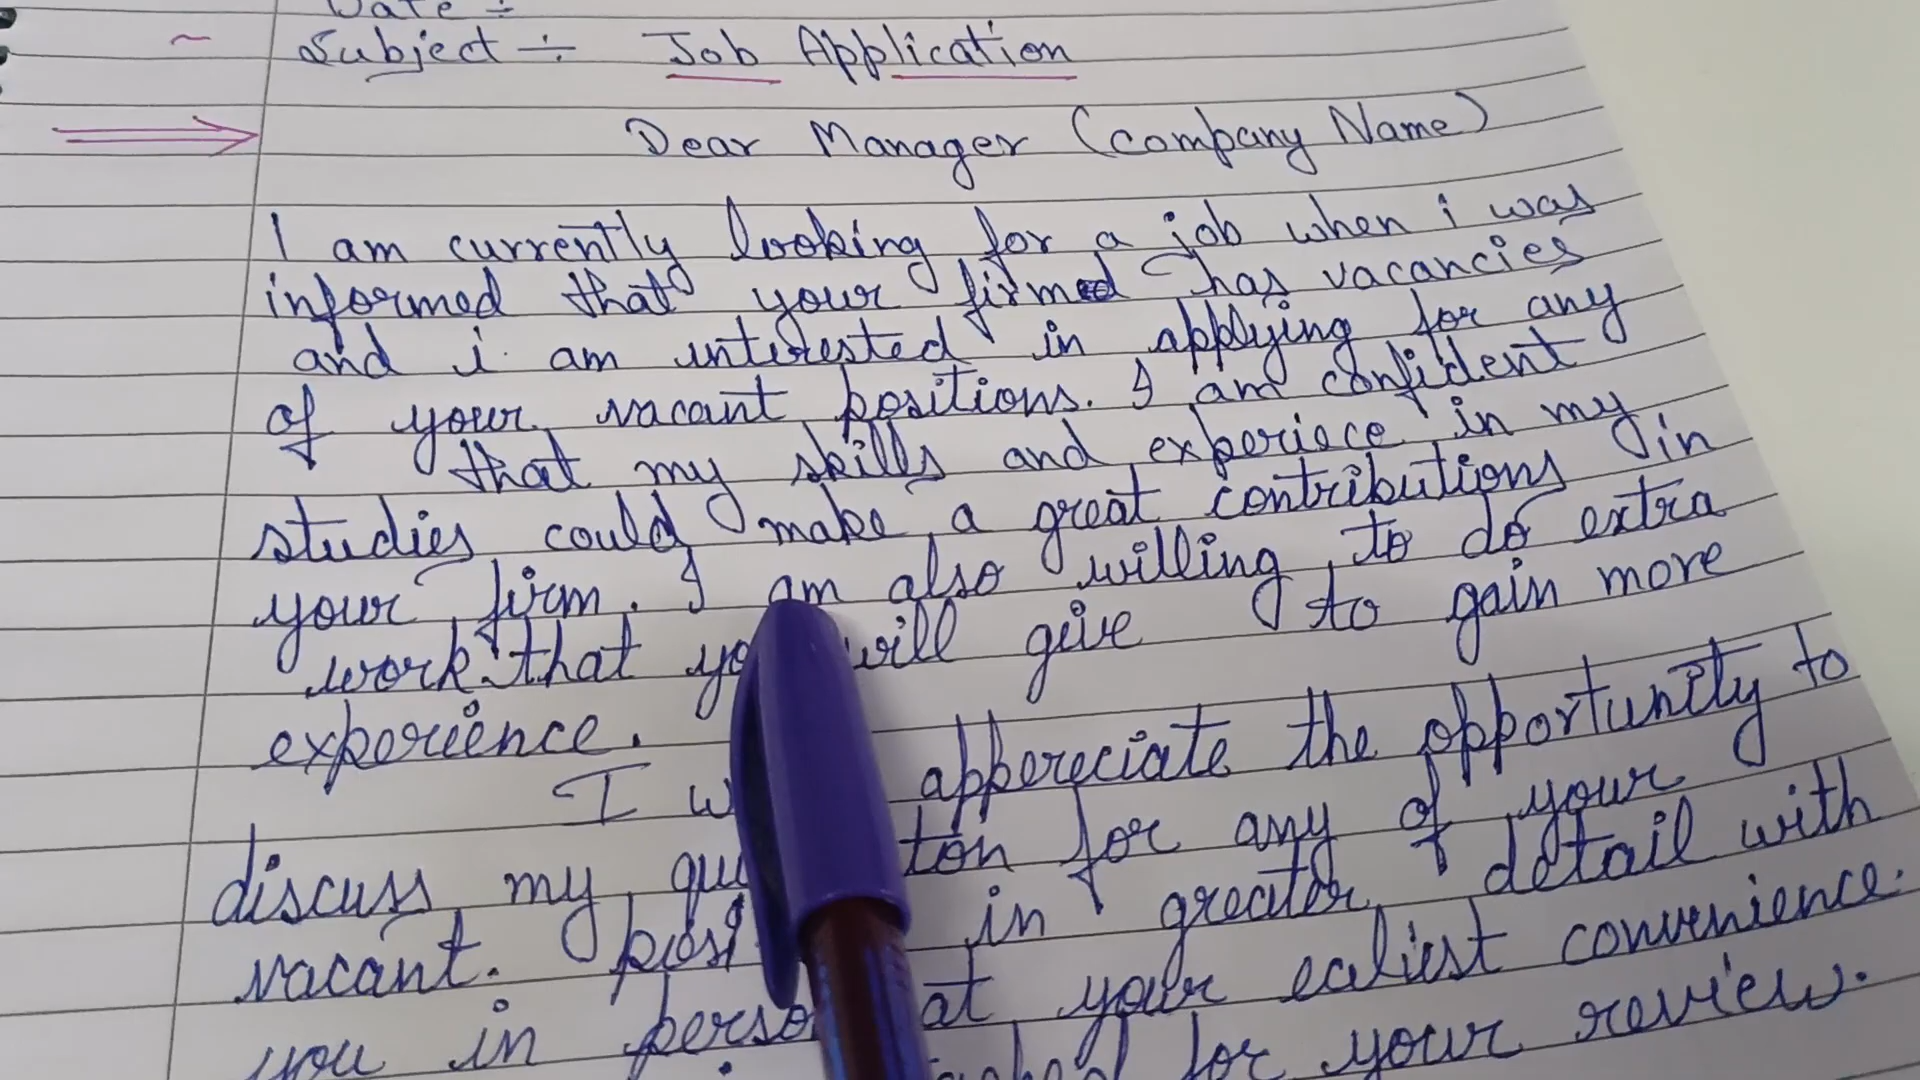 Date ÷
~ Subject ÷ Job Application
Dear Manager (Company Name)
I am currently looking for a job when i was
informed that your firmed has vacancies
and i am interested in applying for any
of your vacant positions. I am confident
that my skills and experiace in my
studies could make a great contributions in
your firm. I am also willing to do extra
work that will give to gain more
experience.
I appereciate the opportunity to
discuss my for any of your
vacant. in greater detail with
you in at your ealiest convenience.
for your review.